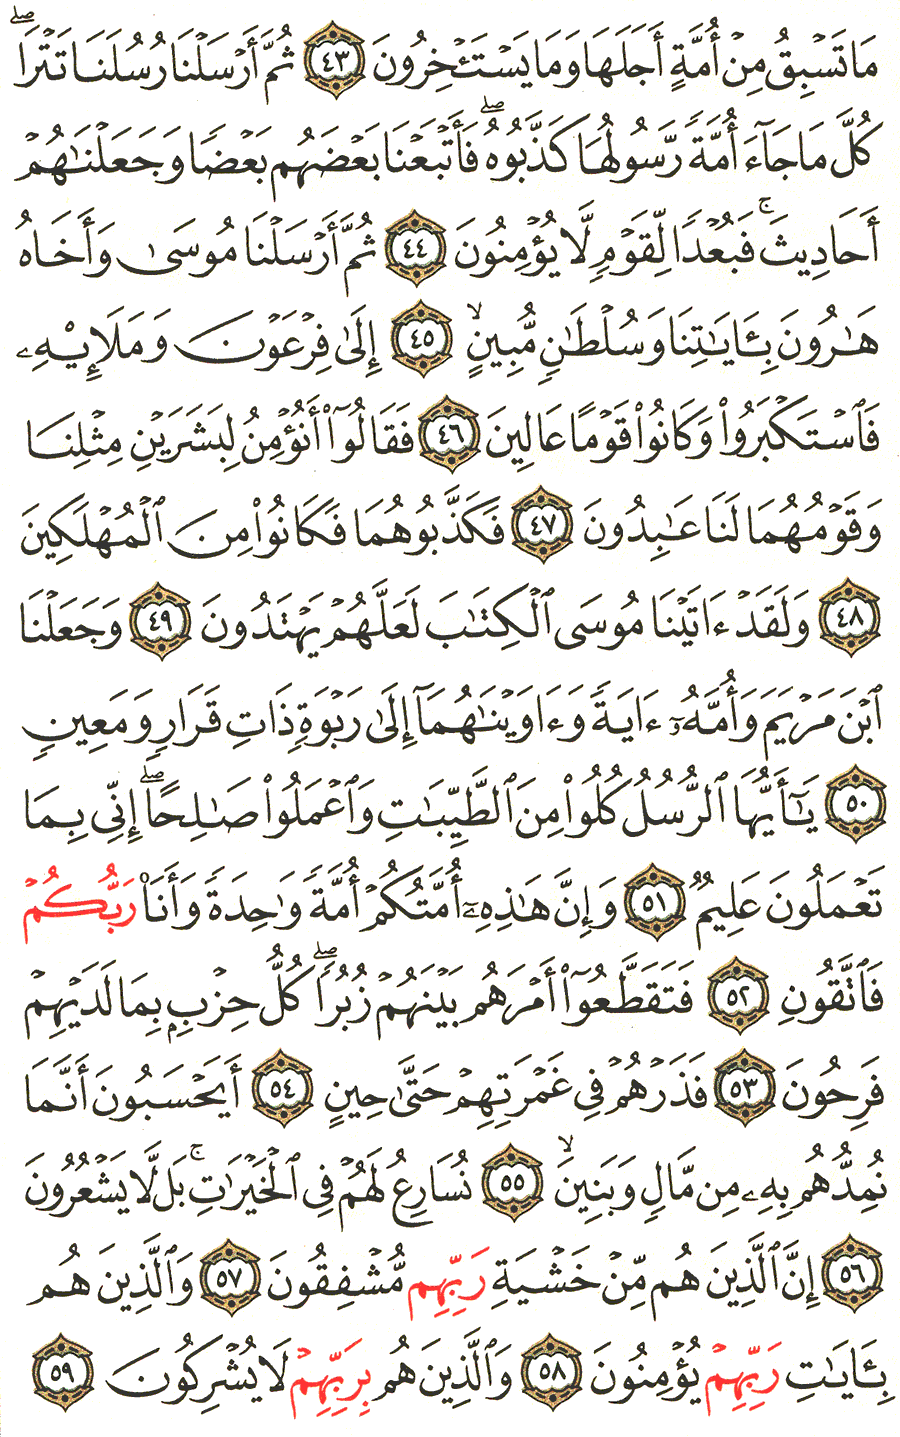 مَا تَسْبِقُ مِنْ أُمَّةٍ أَجَلَهَا وَمَا يَسْتَـْٔخِرُونَ ٤٣ ثُمَّ أَرْسَلْنَا رُسُلَنَا تَتْرَا ۖ
كُلَّ مَا جَآءَ أُمَّةً رَّسُولُهَا كَذَّبُوهُ ۖ فَأَتْبَعْنَا بَعْضَهُم بَعْضًا وَجَعَلْنَٰهُمْ
أَحَادِيثَ ۚ فَبُعْدًا لِّقَوْمٍ لَّا يُؤْمِنُونَ ٤٤ ثُمَّ أَرْسَلْنَا مُوسَىٰ وَأَخَاهُ
هَٰرُونَ بِـَٔايَٰتِنَا وَسُلْطَٰنٍ مُّبِينٍ ۙ ٤٥ إِلَىٰ فِرْعَوْنَ وَمَلَإِي۟هِۦ
فَٱسْتَكْبَرُوا۟ وَكَانُوا۟ قَوْمًا عَالِينَ ٤٦ فَقَالُوٓا۟ أَنُؤْمِنُ لِبَشَرَيْنِ مِثْلِنَا
وَقَوْمُهُمَا لَنَا عَٰبِدُونَ ٤٧ فَكَذَّبُوهُمَا فَكَانُوا۟ مِنَ ٱلْمُهْلَكِينَ
٤٨ وَلَقَدْ ءَاتَيْنَا مُوسَى ٱلْكِتَٰبَ لَعَلَّهُمْ يَهْتَدُونَ ٤٩ وَجَعَلْنَا
ٱبْنَ مَرْيَمَ وَأُمَّهُۥٓ ءَايَةً وَءَاوَيْنَٰهُمَآ إِلَىٰ رَبْوَةٍ ذَاتِ قَرَارٍ وَمَعِينٍ
٥٠ يَٰٓأَيُّهَا ٱلرُّسُلُ كُلُوا۟ مِنَ ٱلطَّيِّبَٰتِ وَٱعْمَلُوا۟ صَٰلِحًا ۖ إِنِّى بِمَا
تَعْمَلُونَ عَلِيمٌ ٥١ وَإِنَّ هَٰذِهِۦٓ أُمَّتُكُمْ أُمَّةً وَٰحِدَةً وَأَنَا۠ رَبُّكُمْ
فَٱتَّقُونِ ٥٢ فَتَقَطَّعُوٓا۟ أَمْرَهُم بَيْنَهُمْ زُبُرًا ۖ كُلُّ حِزْبٍۭ بِمَا لَدَيْهِمْ
فَرِحُونَ ٥٣ فَذَرْهُمْ فِى غَمْرَتِهِمْ حَتَّىٰ حِينٍ ٥٤ أَيَحْسَبُونَ أَنَّمَا
نُمِدُّهُم بِهِۦ مِن مَّالٍ وَبَنِينَ ۙ ٥٥ نُسَارِعُ لَهُمْ فِى ٱلْخَيْرَٰتِ ۚ بَل لَّا يَشْعُرُونَ
٥٦ إِنَّ ٱلَّذِينَ هُم مِّنْ خَشْيَةِ رَبِّهِم مُّشْفِقُونَ ٥٧ وَٱلَّذِينَ هُم
بِـَٔايَٰتِ رَبِّهِمْ يُؤْمِنُونَ ٥٨ وَٱلَّذِينَ هُم بِرَبِّهِمْ لَا يُشْرِكُونَ ٥٩